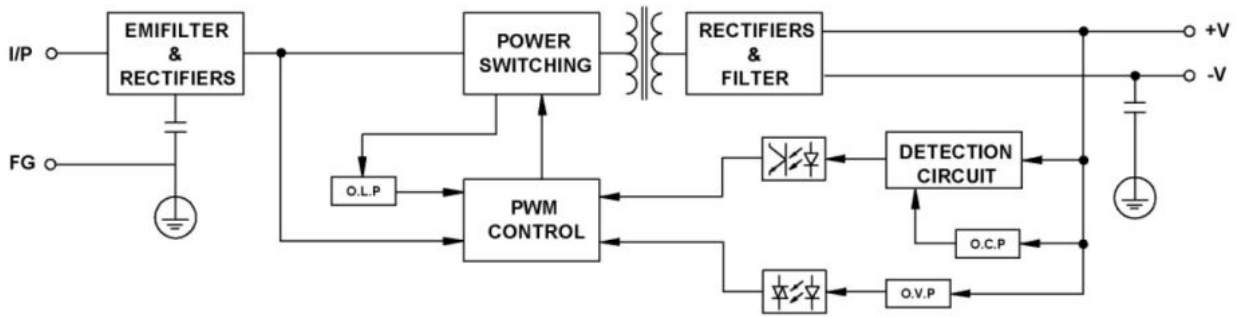 I/P
EMIFILTER
&
RECTIFIERS
POWER
SWITCHING
RECTIFIERS
&
FILTER
+V
-V
FG
O.L.P
PWM
CONTROL
DETECTION
CIRCUIT
O.C.P
O.V.P